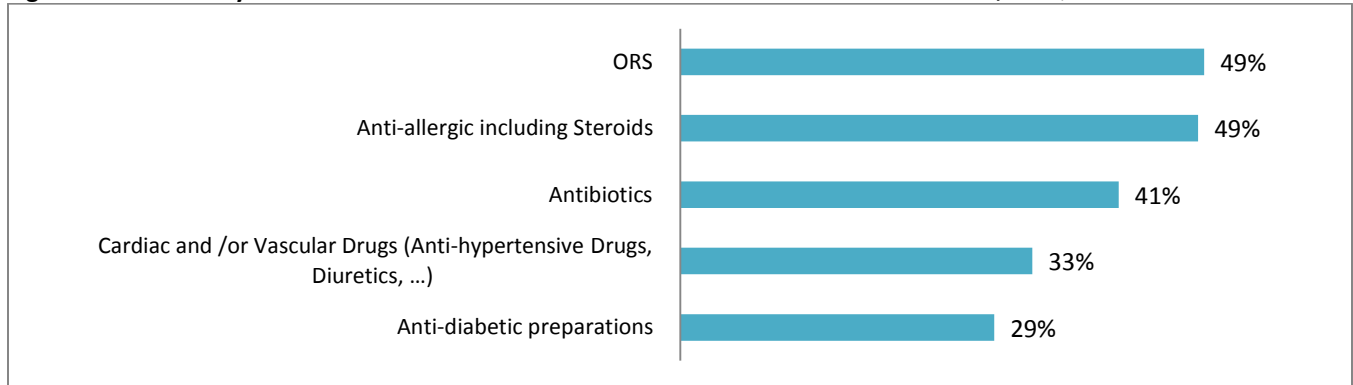 ORS
49%
Anti-allergic including Steroids
49%
Antibiotics
41%
Cardiac and /or Vascular Drugs (Anti-hypertensive Drugs,
Diuretics, …)
33%
Anti-diabetic preparations
29%